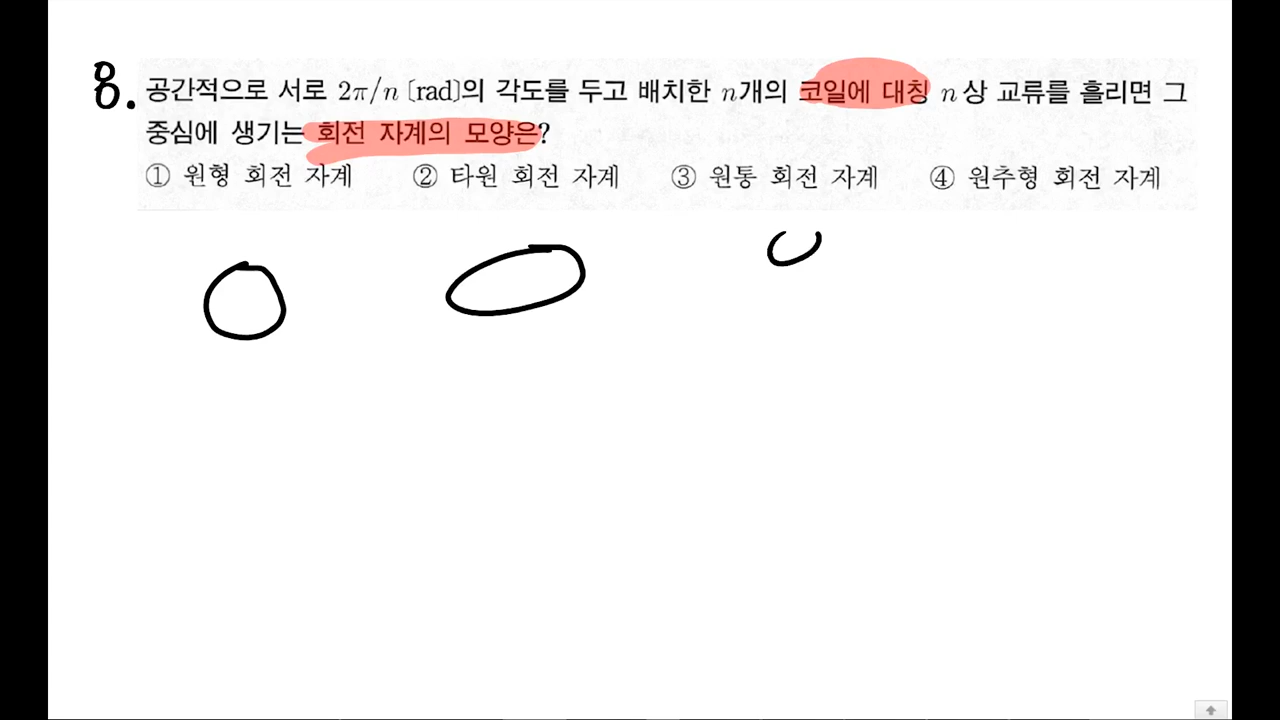 8. 공간적으로 서로 2π/n [rad]의 각도를 두고 배치한 n개의 코일에 대칭 n상 교류를 흘리면 그
중심에 생기는 회전 자계의 모양은?
① 원형 회전 자계 ② 타원 회전 자계 ③ 원통 회전 자계 ④ 원추형 회전 자계